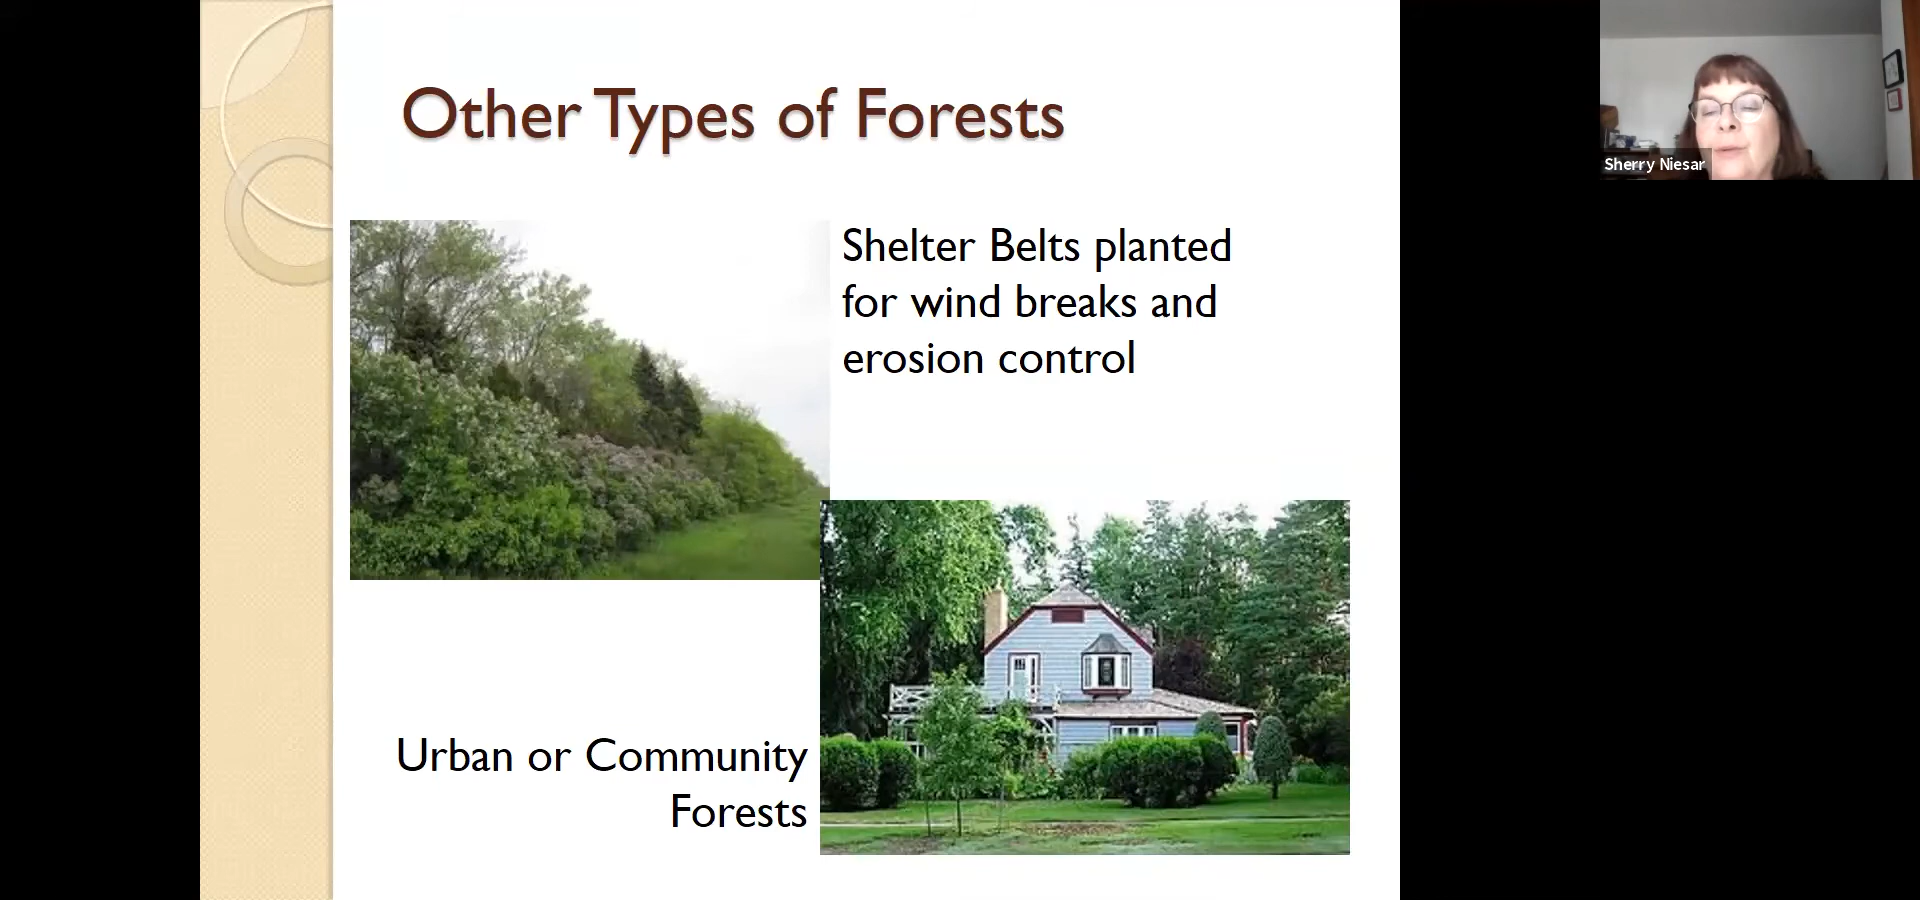 Other Types of Forests
Sherry Niesar
Shelter Belts planted
for wind breaks and
erosion control
Urban or Community
Forests